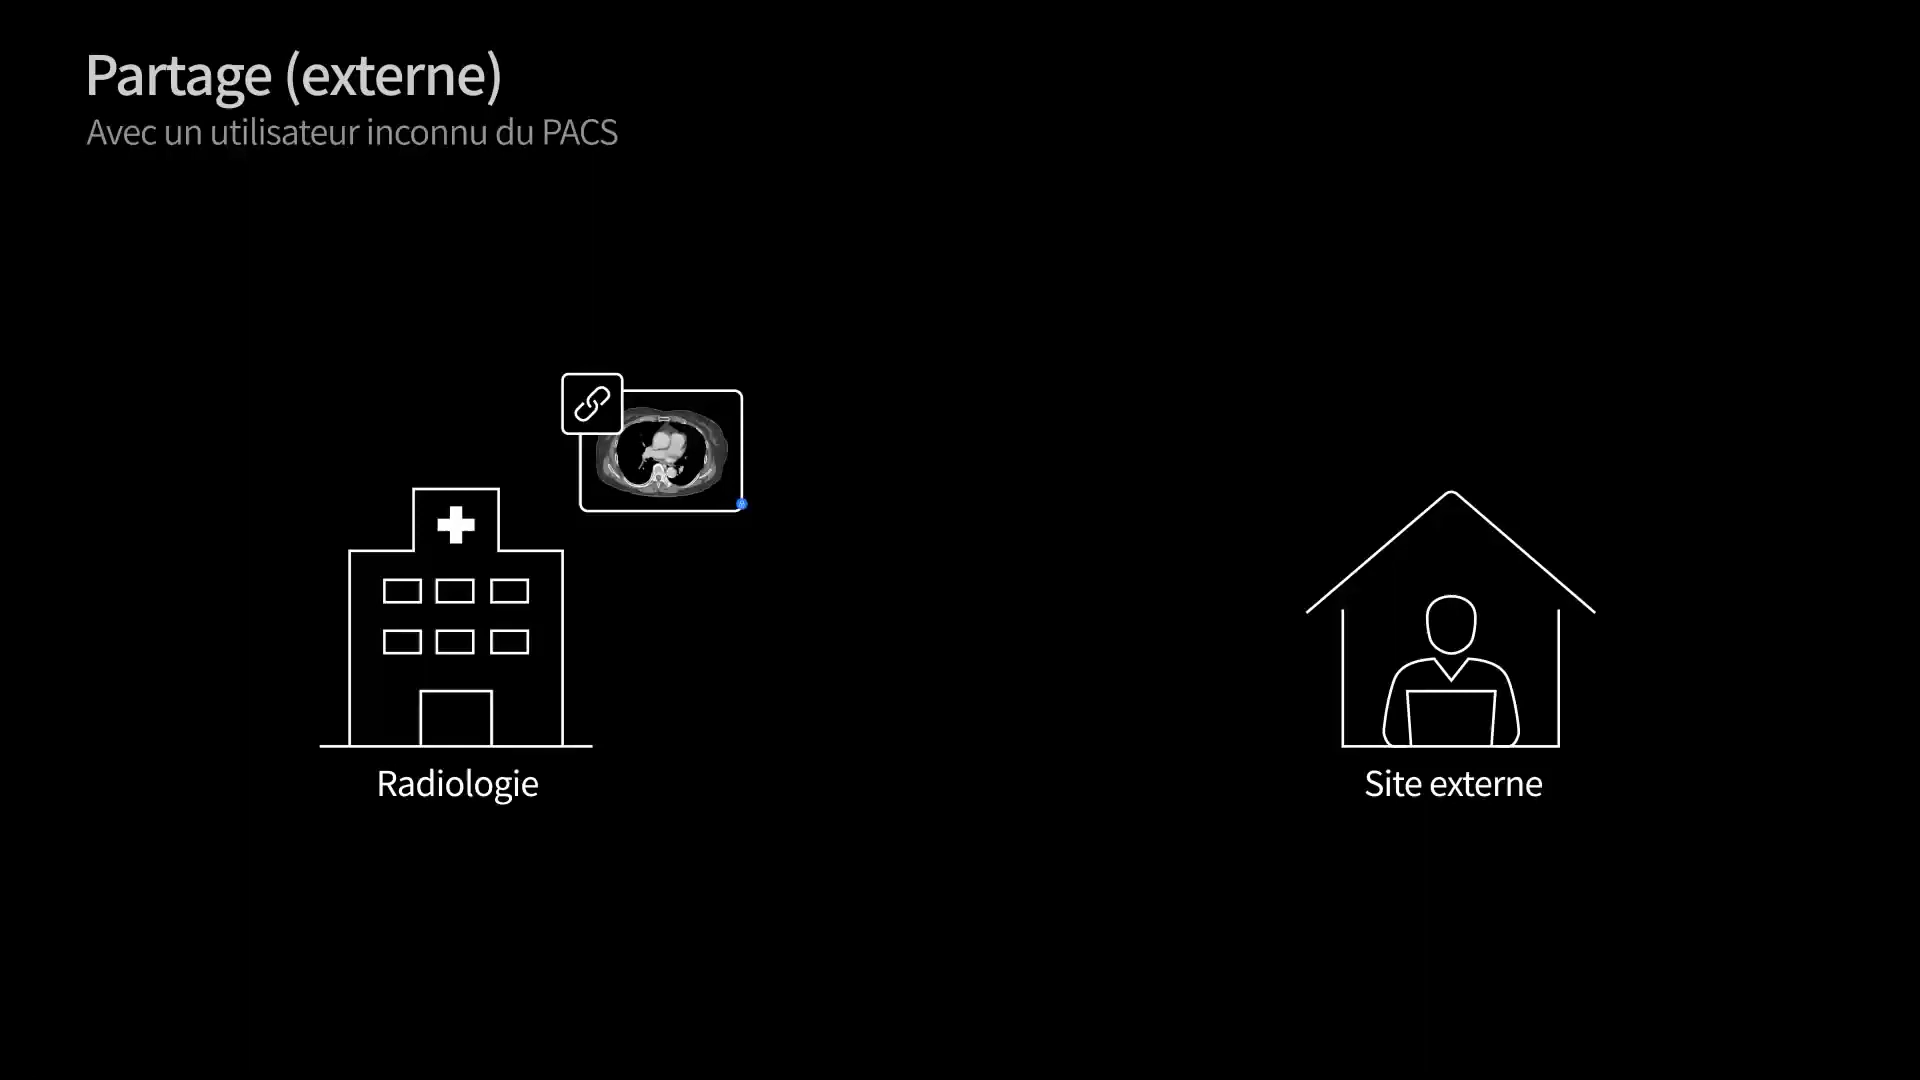 Partage (externe)
Avec un utilisateur inconnu du PACS
Radiologie
Site externe